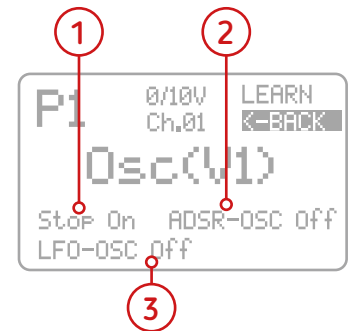 1 2
P1 0/10V LEARN
Ch.01 <-BACK
Osc(V1)
Stop On ADSR-OSC Off
LFO-OSC Off
3